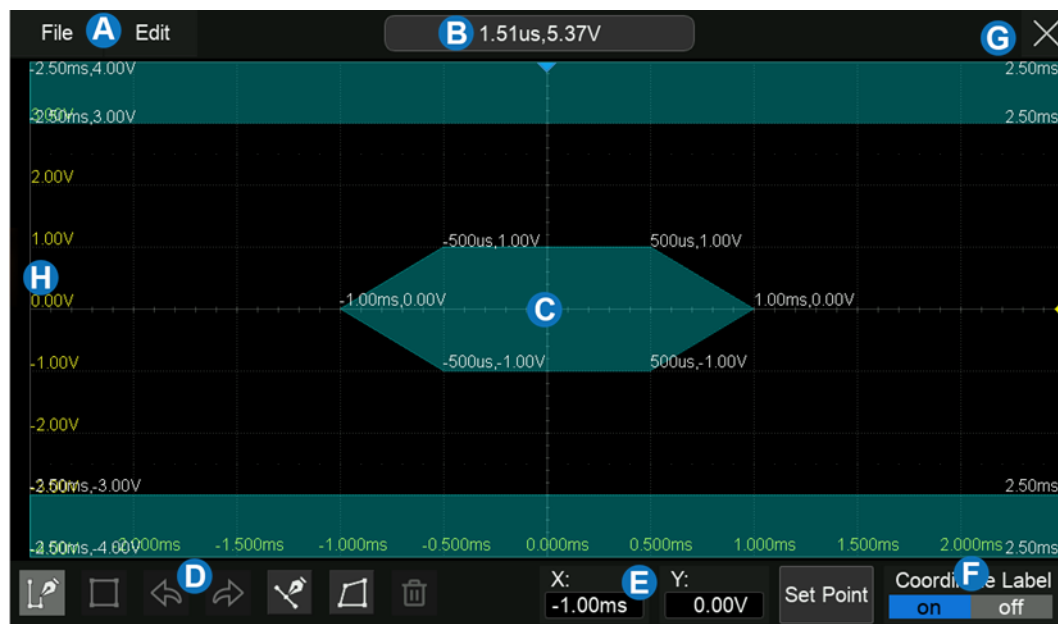 File A Edit
B 1.51us,5.37V
G
-2.50ms,4.00V 2.50ms
3.00V
-2.50ms,3.00V 2.50ms
2.00V
1.00V -500us,1.00V 500us,1.00V
H
0.00V -1.00ms,0.00V C 1.00ms,0.00V
-1.00V -500us,-1.00V 500us,-1.00V
-2.00V
-2.50ms,-3.00V 2.50ms
-2.50ms,-4.00V -2.000ms -1.500ms -1.000ms -0.500ms 0.000ms 0.500ms 1.000ms 1.500ms 2.000ms 2.50ms
D
X: E Y: Set Point F Label
-1.00ms 0.00V on off